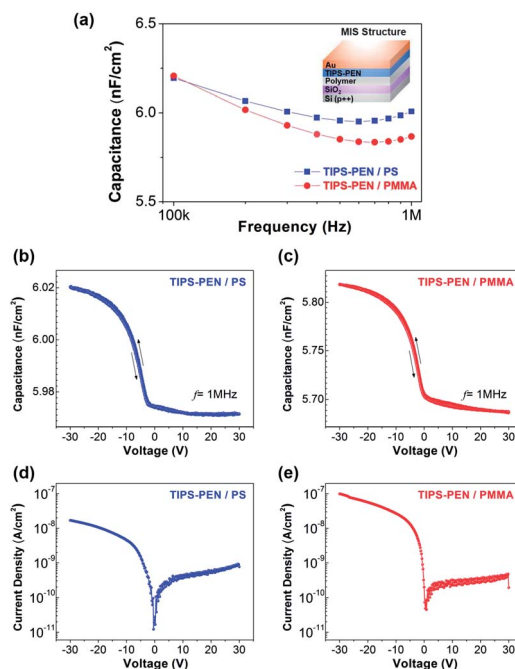 (a)
MIS Structure
Au
TIPS-PEN
Polymer
SiO₂
Si (p++)
Capacitance (nF/cm²)
6.5
6.0
5.5
TIPS-PEN / PS
TIPS-PEN / PMMA
100k
1M
Frequency (Hz)
(b)
TIPS-PEN / PS
Capacitance (nF/cm²)
6.02
6.00
5.98
f= 1MHz
-30 -20 -10 0 10 20 30
Voltage (V)
(c)
TIPS-PEN / PMMA
Capacitance (nF/cm²)
5.80
5.75
5.70
f= 1MHz
-30 -20 -10 0 10 20 30
Voltage (V)
(d)
TIPS-PEN / PS
Current Density (A/cm²)
10⁻⁷
10⁻⁸
10⁻⁹
10⁻¹⁰
10⁻¹¹
-30 -20 -10 0 10 20 30
Voltage (V)
(e)
TIPS-PEN / PMMA
Current Density (A/cm²)
10⁻⁷
10⁻⁸
10⁻⁹
10⁻¹⁰
10⁻¹¹
-30 -20 -10 0 10 20 30
Voltage (V)